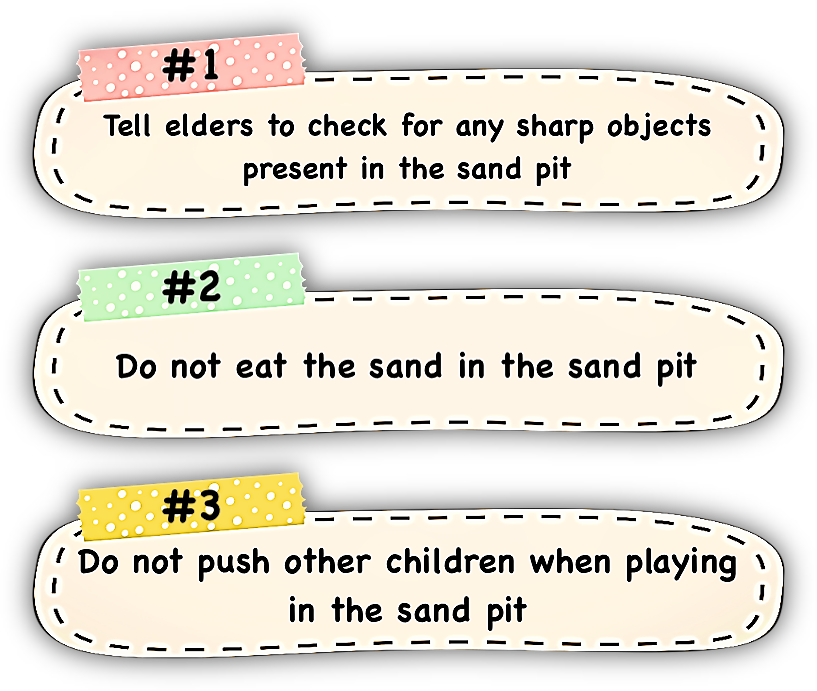 #1
Tell elders to check for any sharp objects
present in the sand pit
#2
Do not eat the sand in the sand pit
#3
Do not push other children when playing
in the sand pit